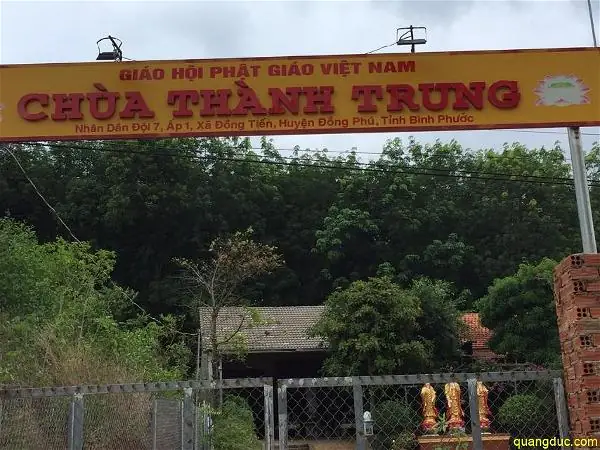 GIÁO HỘI PHẬT GIÁO VIỆT NAM
CHÙA THÀNH TRUNG
Nhân Dân Đội 7, Ấp 1, Xã Đồng Tiến, Huyện Đồng Phú, Tỉnh Bình Phước
quangduc.com